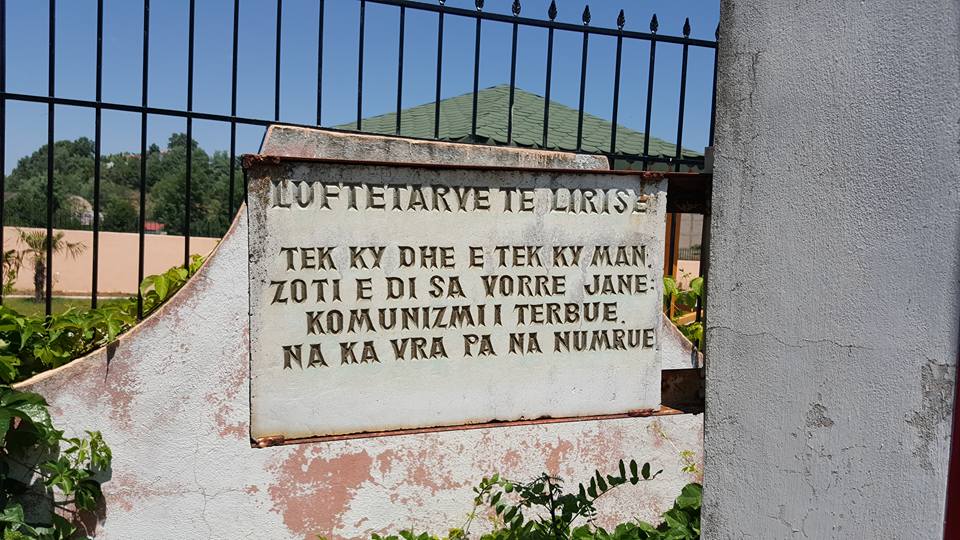 LUFTETARVE TE LIRISE
TEK KY DHE E TEK KY MAN.
ZOTI E DI SA VORRE JANE:
KOMUNIZMI I TERBUE.
NA KA VRA PA NA NUMRUE